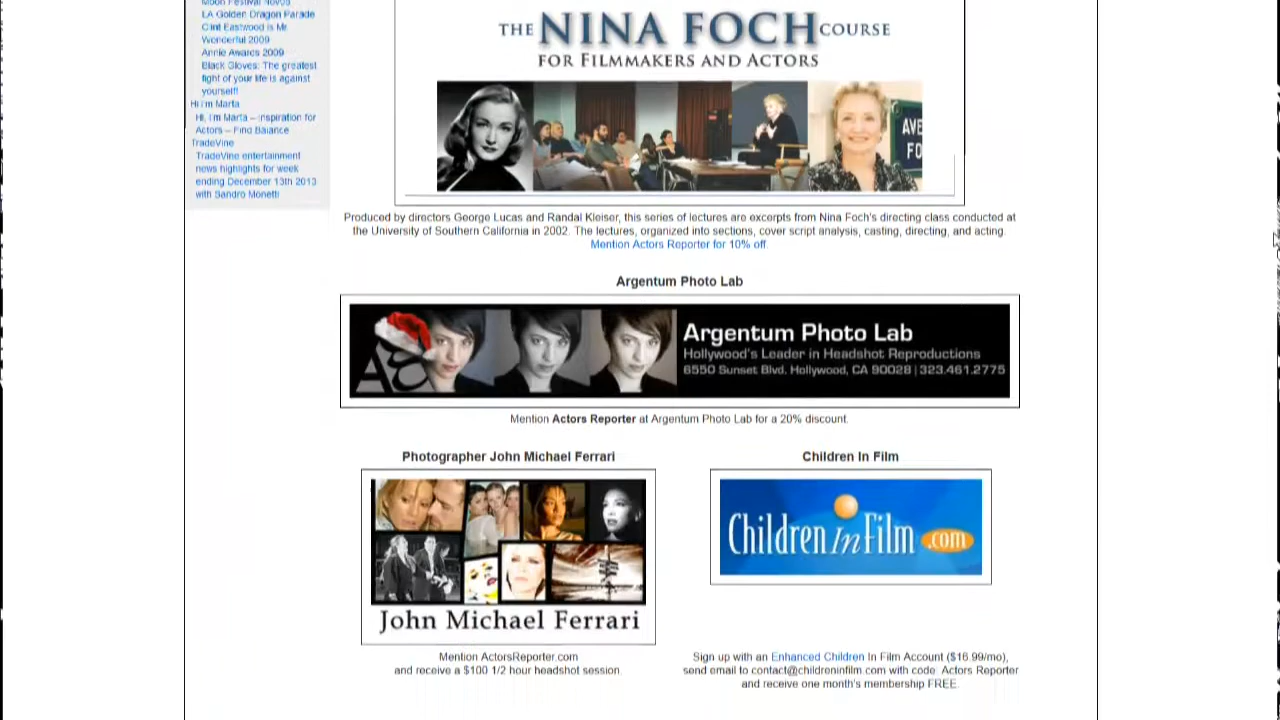 Moon Festival Novus
LA Golden Dragon Parade
Clint Eastwood is Mr
Wonderful 2009
Annie Awards 2009
Black Gloves: The greatest
fight of your life is against
yourself!
Hi I'm Marta
Hi, I'm Marta – Inspiration for
Actors – Find Balance
TradeVine
TradeVine entertainment
news highlights for week
ending December 13th 2013
with Sandro Monetti
THE NINA FOCH COURSE
FOR FILMMAKERS AND ACTORS
AVE
FO
Produced by directors George Lucas and Randal Kleiser, this series of lectures are excerpts from Nina Foch's directing class conducted at
the University of Southern California in 2002. The lectures, organized into sections, cover script analysis, casting, directing, and acting.
Mention Actors Reporter for 10% off.
Argentum Photo Lab
Argentum Photo Lab
Hollywood's Leader in Headshot Reproductions
6550 Sunset Blvd. Hollywood, CA 90028 | 323.461.2775
Mention Actors Reporter at Argentum Photo Lab for a 20% discount.
Photographer John Michael Ferrari
Children In Film
ChildrenInFilm.com
John Michael Ferrari
Mention ActorsReporter.com
and receive a $100 1/2 hour headshot session.
Sign up with an Enhanced Children In Film Account ($16.99/mo),
send email to contact@childreninfilm.com with code Actors Reporter
and receive one month's membership FREE.